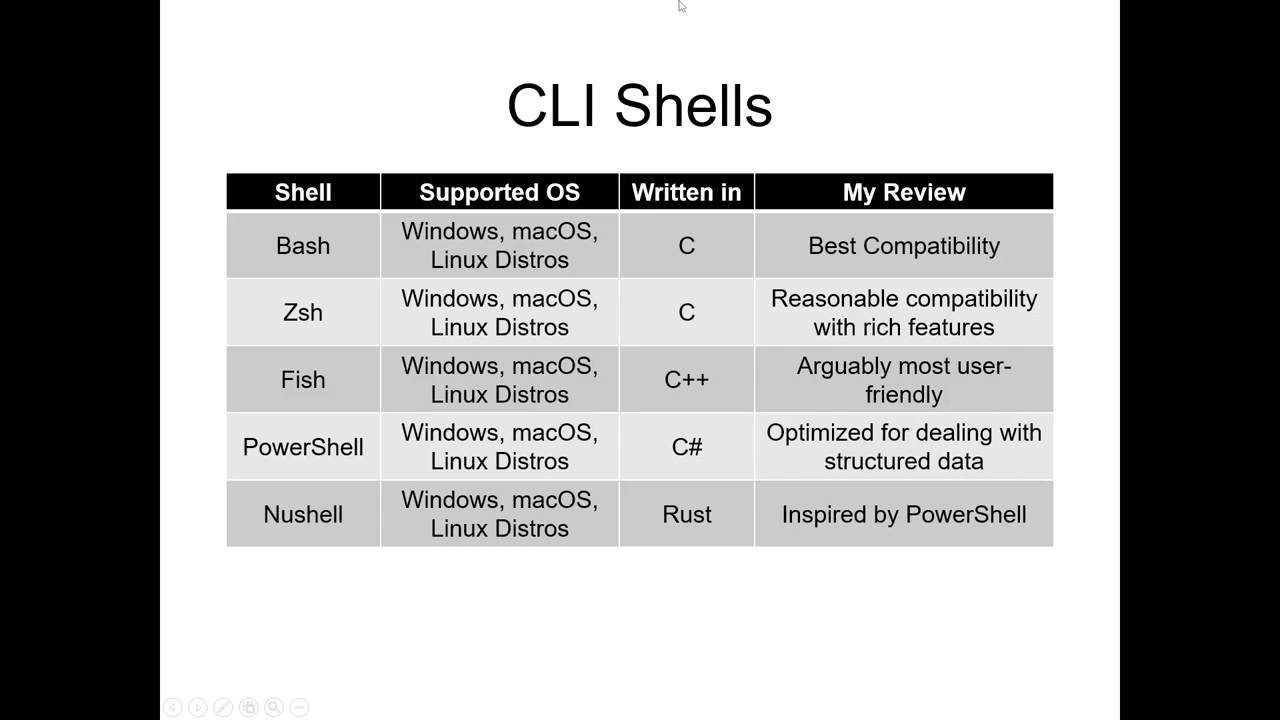 CLI Shells
Shell Supported OS Written in My Review
Bash Windows, macOS, Linux Distros C Best Compatibility
Zsh Windows, macOS, Linux Distros C Reasonable compatibility with rich features
Fish Windows, macOS, Linux Distros C++ Arguably most user-friendly
PowerShell Windows, macOS, Linux Distros C# Optimized for dealing with structured data
Nushell Windows, macOS, Linux Distros Rust Inspired by PowerShell